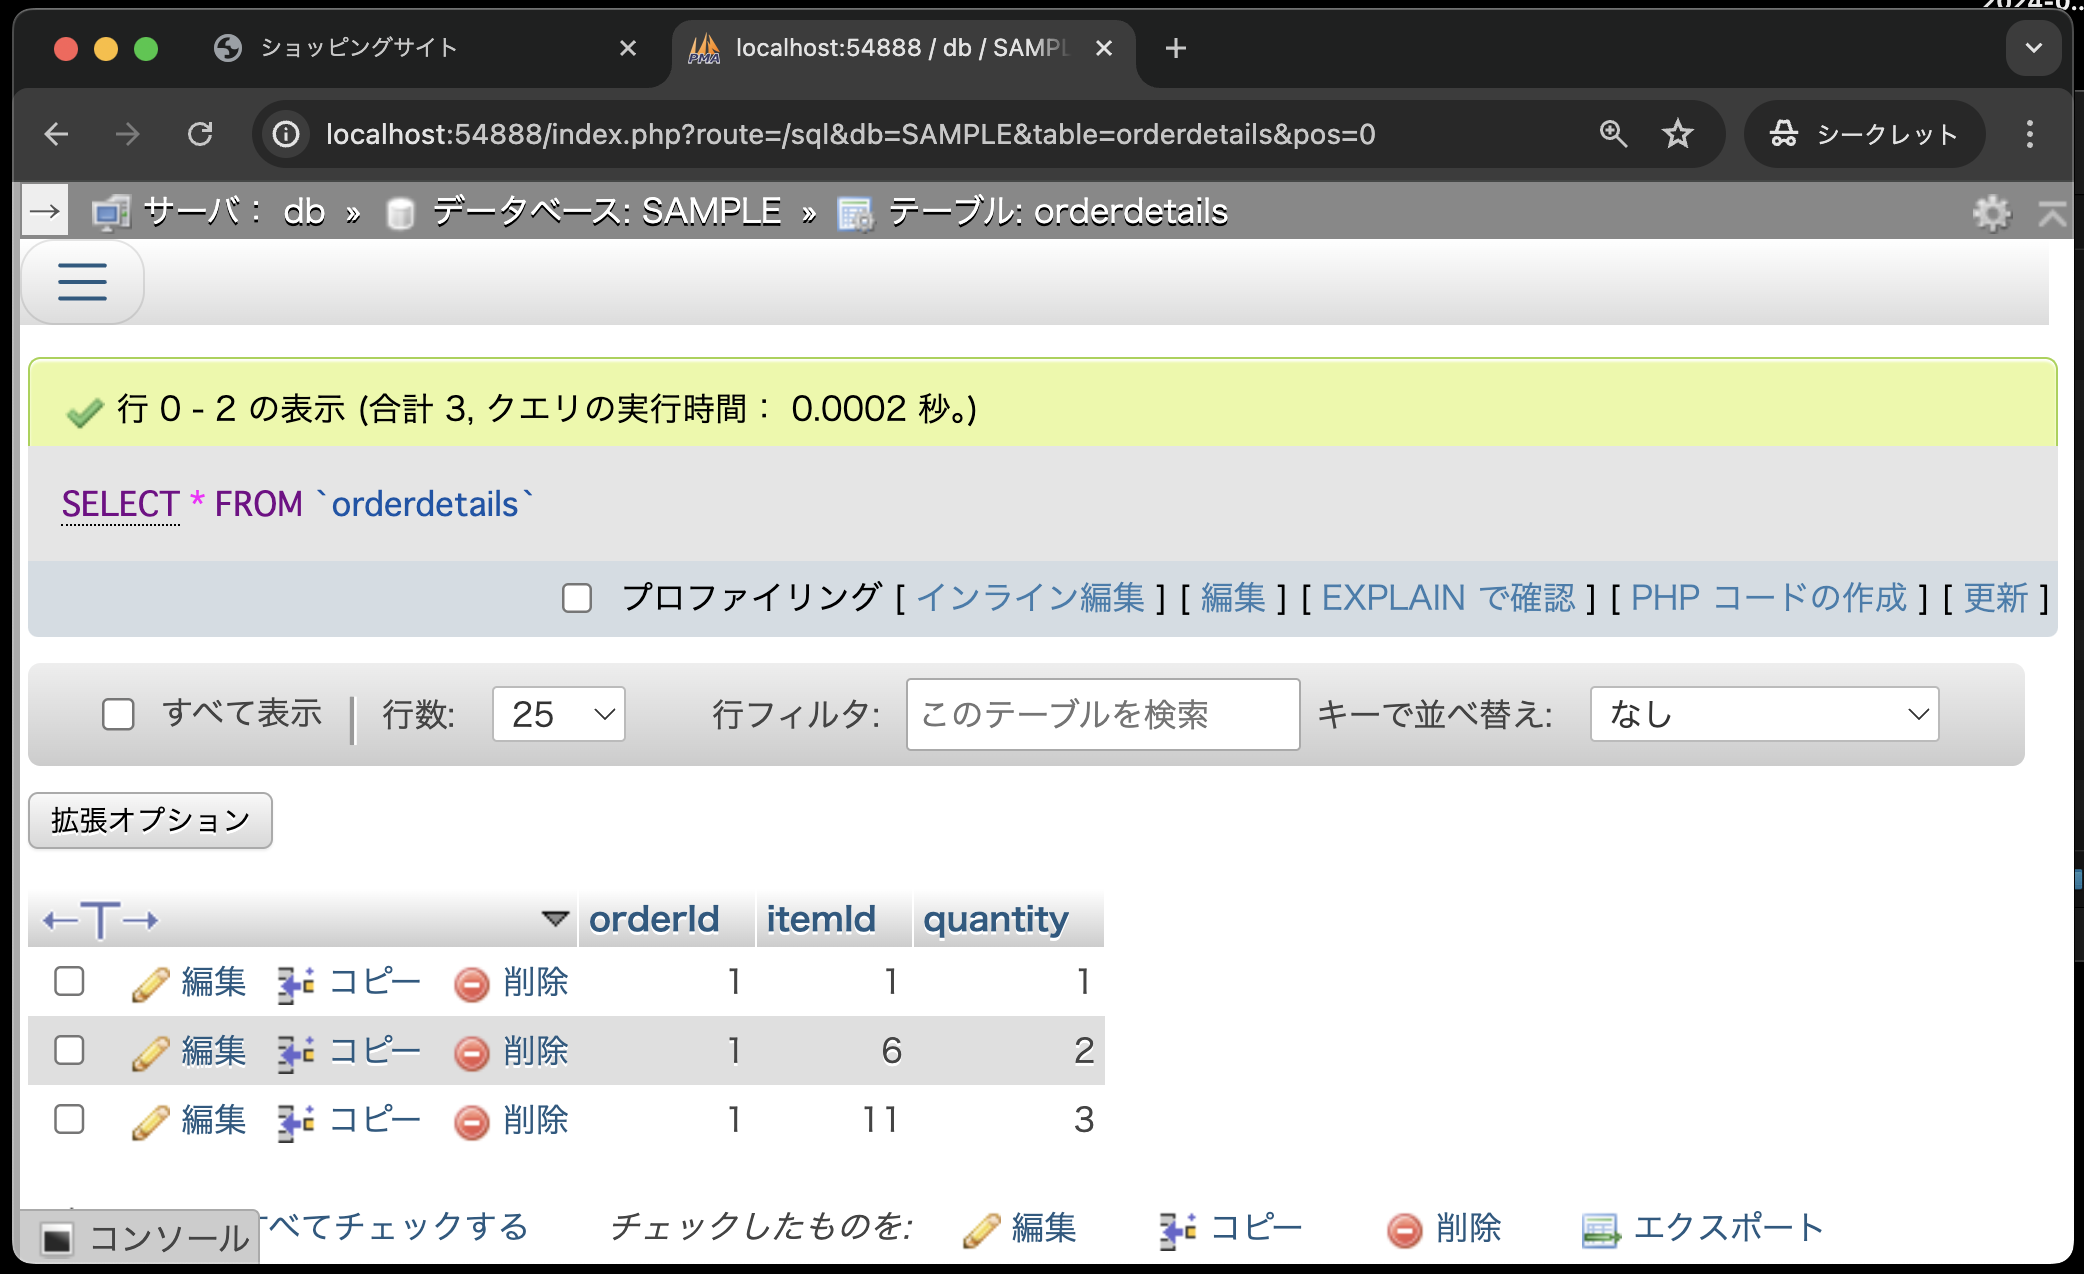 ショッピングサイト
localhost:54888 / db / SAMPL
localhost:54888/index.php?route=/sql&db=SAMPLE&table=orderdetails&pos=0
シークレット
サーバ: db » データベース: SAMPLE » テーブル: orderdetails
行 0 - 2 の表示 (合計 3, クエリの実行時間: 0.0002 秒。)
SELECT * FROM `orderdetails`
プロファイリング [ インライン編集 ] [ 編集 ] [ EXPLAIN で確認 ] [ PHP コードの作成 ] [ 更新 ]
すべて表示 行数: 25 行フィルタ: このテーブルを検索 キーで並べ替え: なし
拡張オプション
←T→ orderId itemId quantity
編集 コピー 削除 1 1 1
編集 コピー 削除 1 6 2
編集 コピー 削除 1 11 3
コンソール べてチェックする チェックしたものを: 編集 コピー 削除 エクスポート